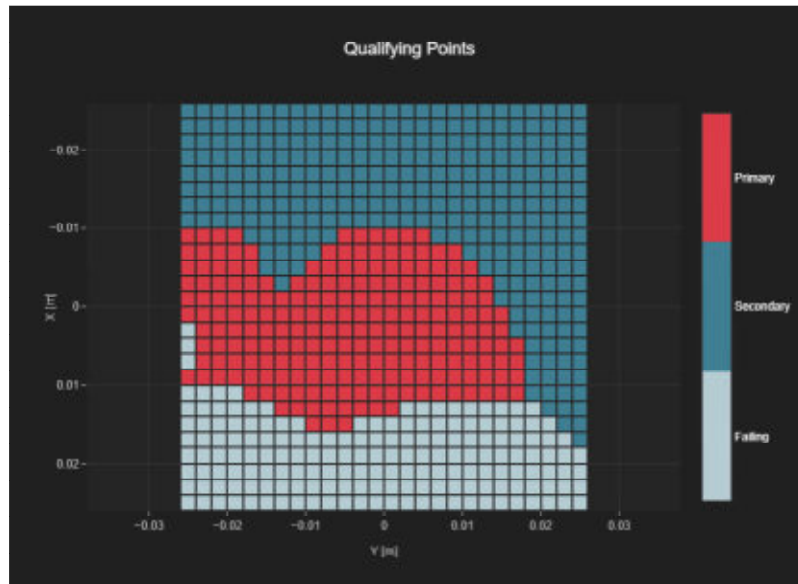 Qualifying Points
−0.02
−0.01
0
0.01
0.02
X [m]
−0.03
−0.02
−0.01
0
0.01
0.02
0.03
Y [m]
Primary
Secondary
Failing